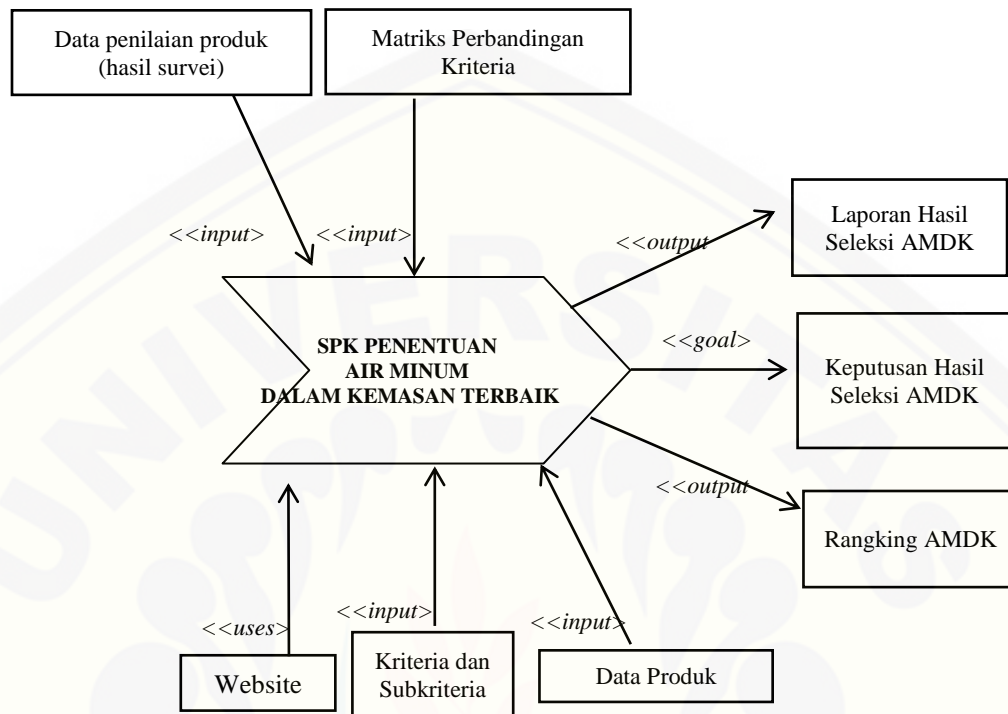 Data penilaian produk
(hasil survei)
Matriks Perbandingan
Kriteria
<<input>
<<input>
<<output
Laporan Hasil
Seleksi AMDK
SPK PENENTUAN
AIR MINUM
DALAM KEMASAN TERBAIK
<<goal>
Keputusan Hasil
Seleksi AMDK
<<output
Rangking AMDK
<<uses>
<<input>
<<input>
Website
Kriteria dan
Subkriteria
Data Produk
UNIVERSITAS